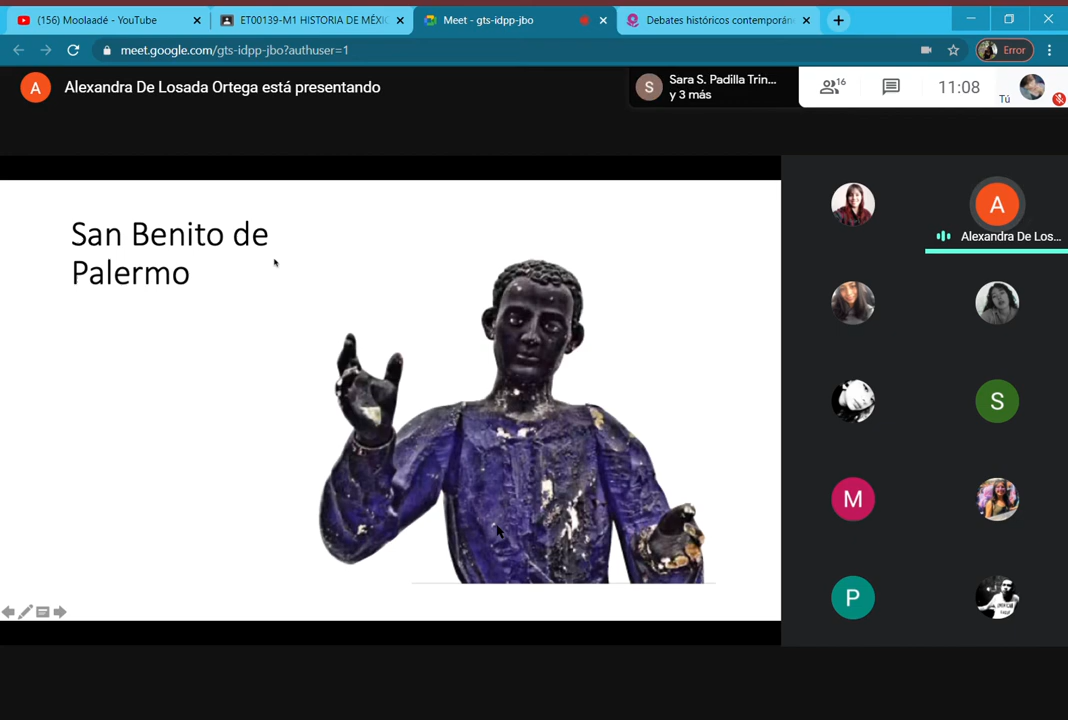 (156) Moolaadé - YouTube
ET00139-M1 HISTORIA DE MÉXI
Meet - gts-idpp-jbo
Debates históricos contemporán
meet.google.com/gts-idpp-jbo?authuser=1
Error
A
Alexandra De Losada Ortega está presentando
S
Sara S. Padilla Trin...
y 3 más
16
11:08
Tú
San Benito de
Palermo
A
Alexandra De Los...
S
M
P